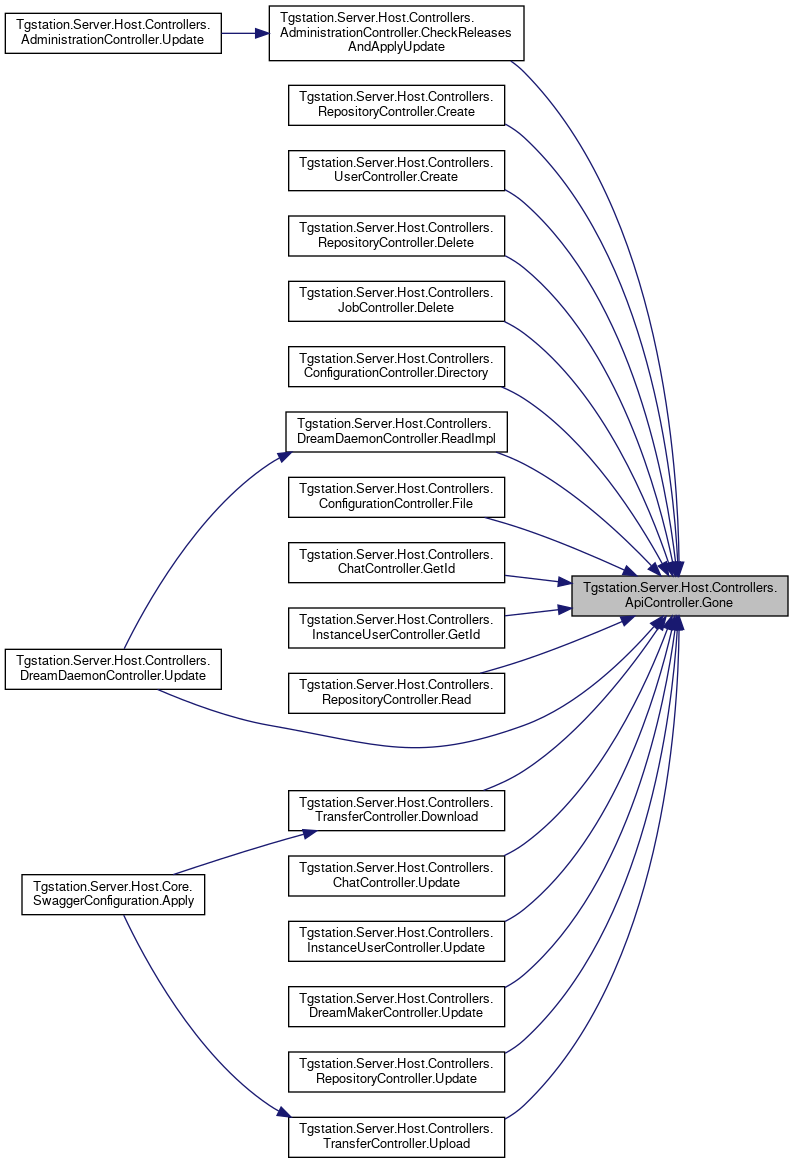 Tgstation.Server.Host.Controllers.
AdministrationController.Update
Tgstation.Server.Host.Controllers.
AdministrationController.CheckReleases
AndApplyUpdate
Tgstation.Server.Host.Controllers.
RepositoryController.Create
Tgstation.Server.Host.Controllers.
UserController.Create
Tgstation.Server.Host.Controllers.
RepositoryController.Delete
Tgstation.Server.Host.Controllers.
JobController.Delete
Tgstation.Server.Host.Controllers.
ConfigurationController.Directory
Tgstation.Server.Host.Controllers.
DreamDaemonController.ReadImpl
Tgstation.Server.Host.Controllers.
ConfigurationController.File
Tgstation.Server.Host.Controllers.
ChatController.GetId
Tgstation.Server.Host.Controllers.
ApiController.Gone
Tgstation.Server.Host.Controllers.
InstanceUserController.GetId
Tgstation.Server.Host.Controllers.
DreamDaemonController.Update
Tgstation.Server.Host.Controllers.
RepositoryController.Read
Tgstation.Server.Host.Controllers.
TransferController.Download
Tgstation.Server.Host.Controllers.
ChatController.Update
Tgstation.Server.Host.Core.
SwaggerConfiguration.Apply
Tgstation.Server.Host.Controllers.
InstanceUserController.Update
Tgstation.Server.Host.Controllers.
DreamMakerController.Update
Tgstation.Server.Host.Controllers.
RepositoryController.Update
Tgstation.Server.Host.Controllers.
TransferController.Upload